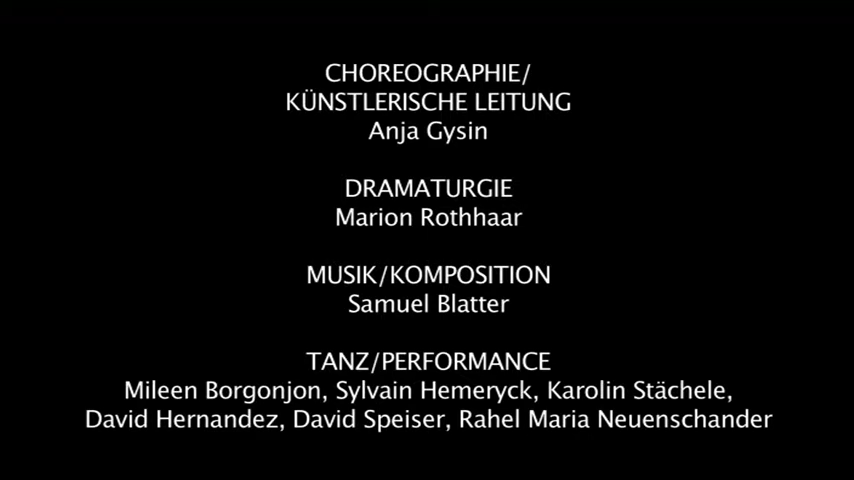 CHOREOGRAPHIE/
KÜNSTLERISCHE LEITUNG
Anja Gysin
DRAMATURGIE
Marion Rothhaar
MUSIK/KOMPOSITION
Samuel Blatter
TANZ/PERFORMANCE
Mileen Borgonjon, Sylvain Hemeryck, Karolin Stächele,
David Hernandez, David Speiser, Rahel Maria Neuenschander